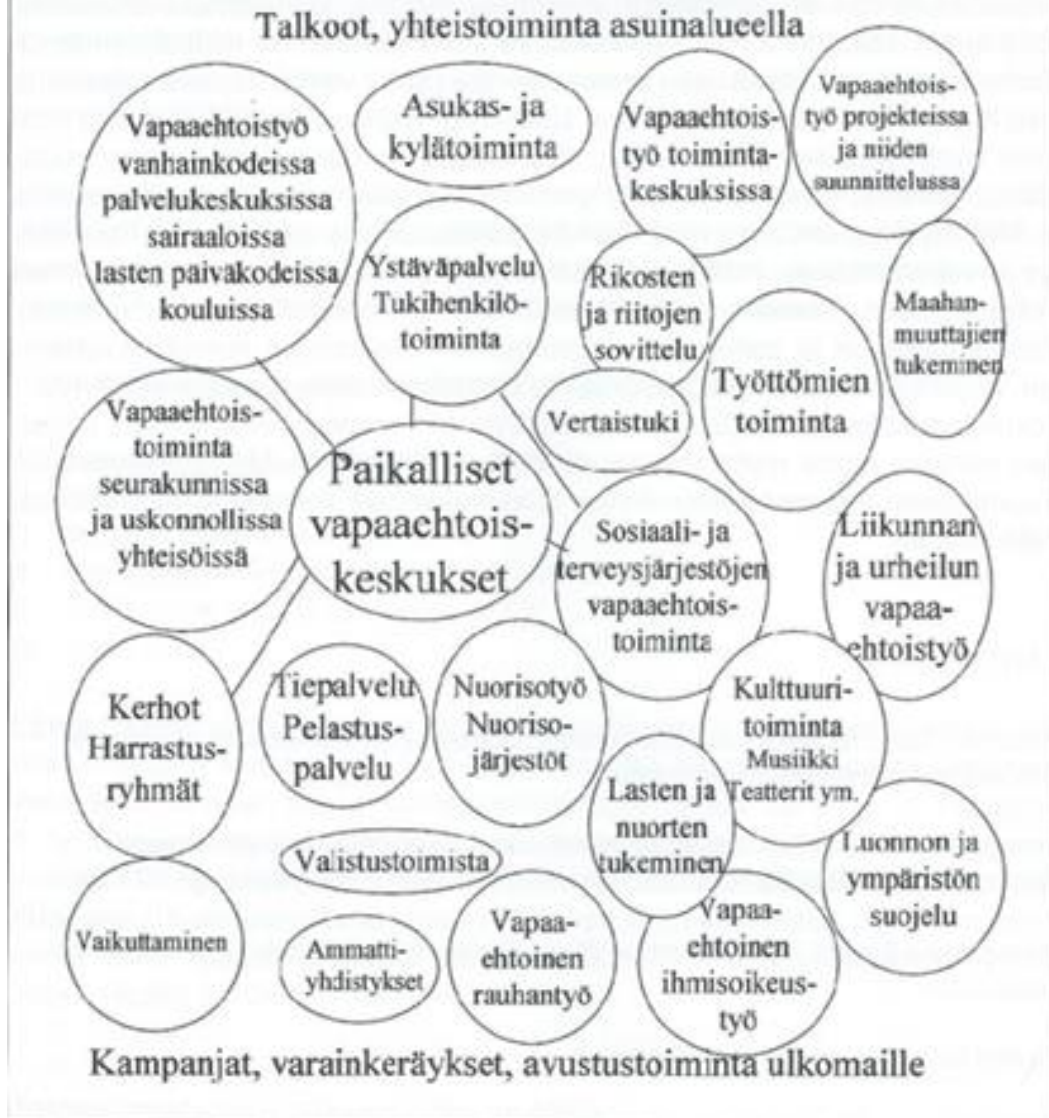 Talkoot, yhteistoiminta asuinalueella
Vapaaehtoistyö
vanhainkodeissa
palvelukeskuksissa
sairaaloissa
lasten päiväkodeissa
kouluissa
Asukas- ja
kylätoiminta
Vapaaehtois-
työ toiminta-
keskuksissa
Vapaaehtois-
työ projekteissa
ja niiden
suunnittelussa
Ystäväpalvelu
Tukihenkilö-
toiminta
Rikosten
ja riitojen
sovittelu
Maahan-
muuttajien
tukeminen
Vertaistuki
Työttömien
toiminta
Vapaaehtois-
toiminta
seurakunnissa
ja uskonnollissa
yhteisöissä
Paikalliset
vapaachtois-
keskukset
Sosiaali- ja
terveysjärjestöjen
vapaaehtois-
toiminta
Liikunnan
ja urheilun
vapaa-
ehtoistyö
Kerhot
Harrastus-
ryhmät
Tiepalvelu
Pelastus-
palvelu
Nuorisotyö
Nuoriso-
järjestöt
Kulttuuri-
toiminta
Musiikki
Teatterit ym.
Lasten ja
nuorten
tukeminen
Luonnon ja
ympäristön
suojelu
Valistustoimista
Vaikuttaminen
Ammatti-
yhdistykset
Vapaa-
ehtoinen
rauhantyö
Vapaa-
ehtoinen
ihmisoikeus-
työ
Kampanjat, varainkeräykset, avustustoiminta ulkomaille